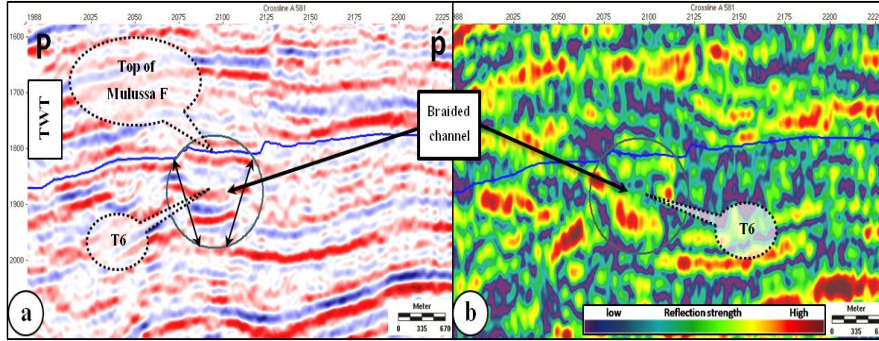 Crossline A 581
1988 2025 2050 2075 2100 2125 2150 2175 2200 2225
P
1600
1700
1800
1900
2000
TWT
Top of
Mulussa F
T6
a
Meter
0 335 670
Braided
channel
Crossline A 581
1988 2025 2050 2075 2100 2125 2150 2175 2200
ṕ
T6
b
low Reflection strength High
Meter
0 335